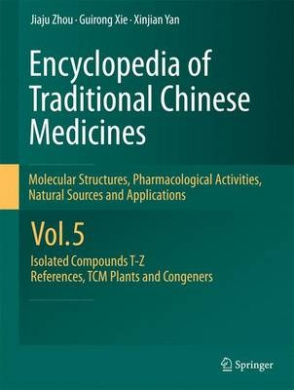 Jiaju Zhou · Guirong Xie · Xinjian Yan
Encyclopedia of
Traditional Chinese
Medicines
Molecular Structures, Pharmacological Activities,
Natural Sources and Applications
Vol.5
Isolated Compounds T-Z
References, TCM Plants and Congeners
Springer